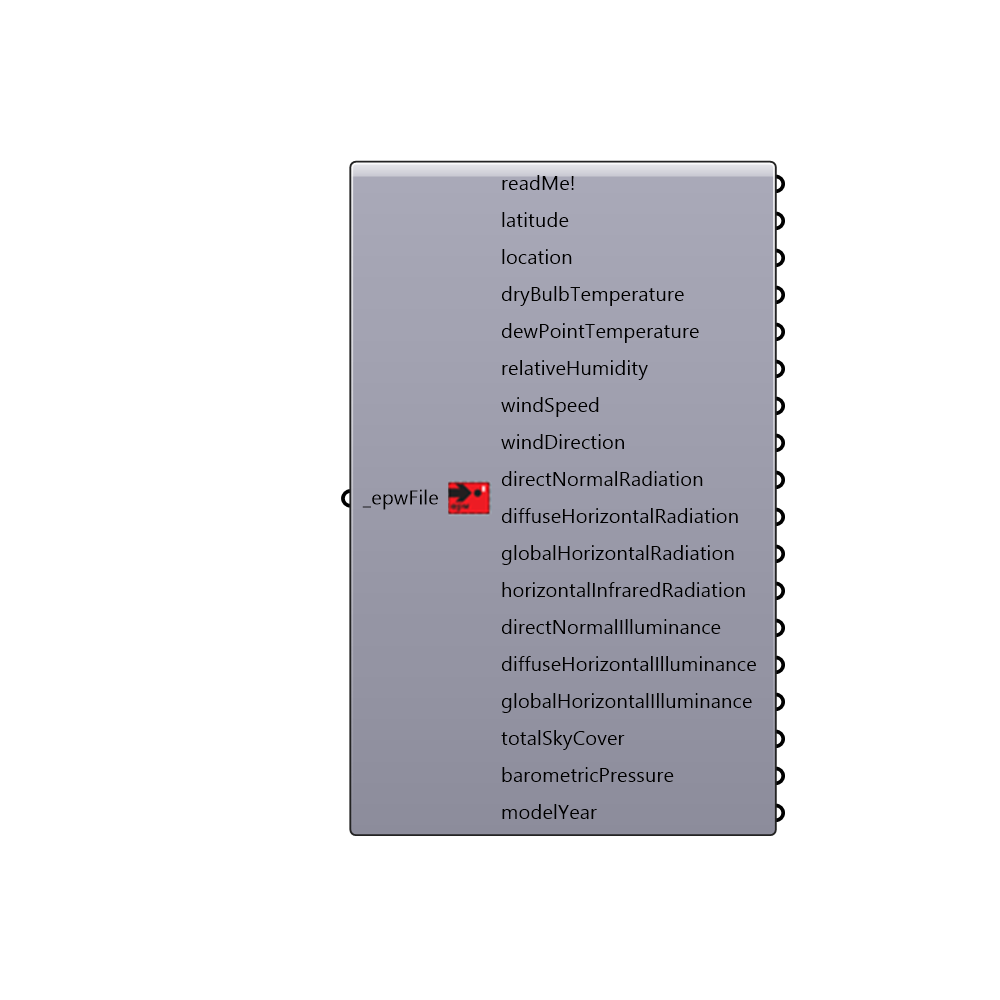 readMe!
latitude
location
dryBulbTemperature
dewPointTemperature
relativeHumidity
windSpeed
windDirection
directNormalRadiation
_epwFile
diffuseHorizontalRadiation
globalHorizontalRadiation
horizontalInfraredRadiation
directNormalIlluminance
diffuseHorizontalIlluminance
globalHorizontalIlluminance
totalSkyCover
barometricPressure
modelYear